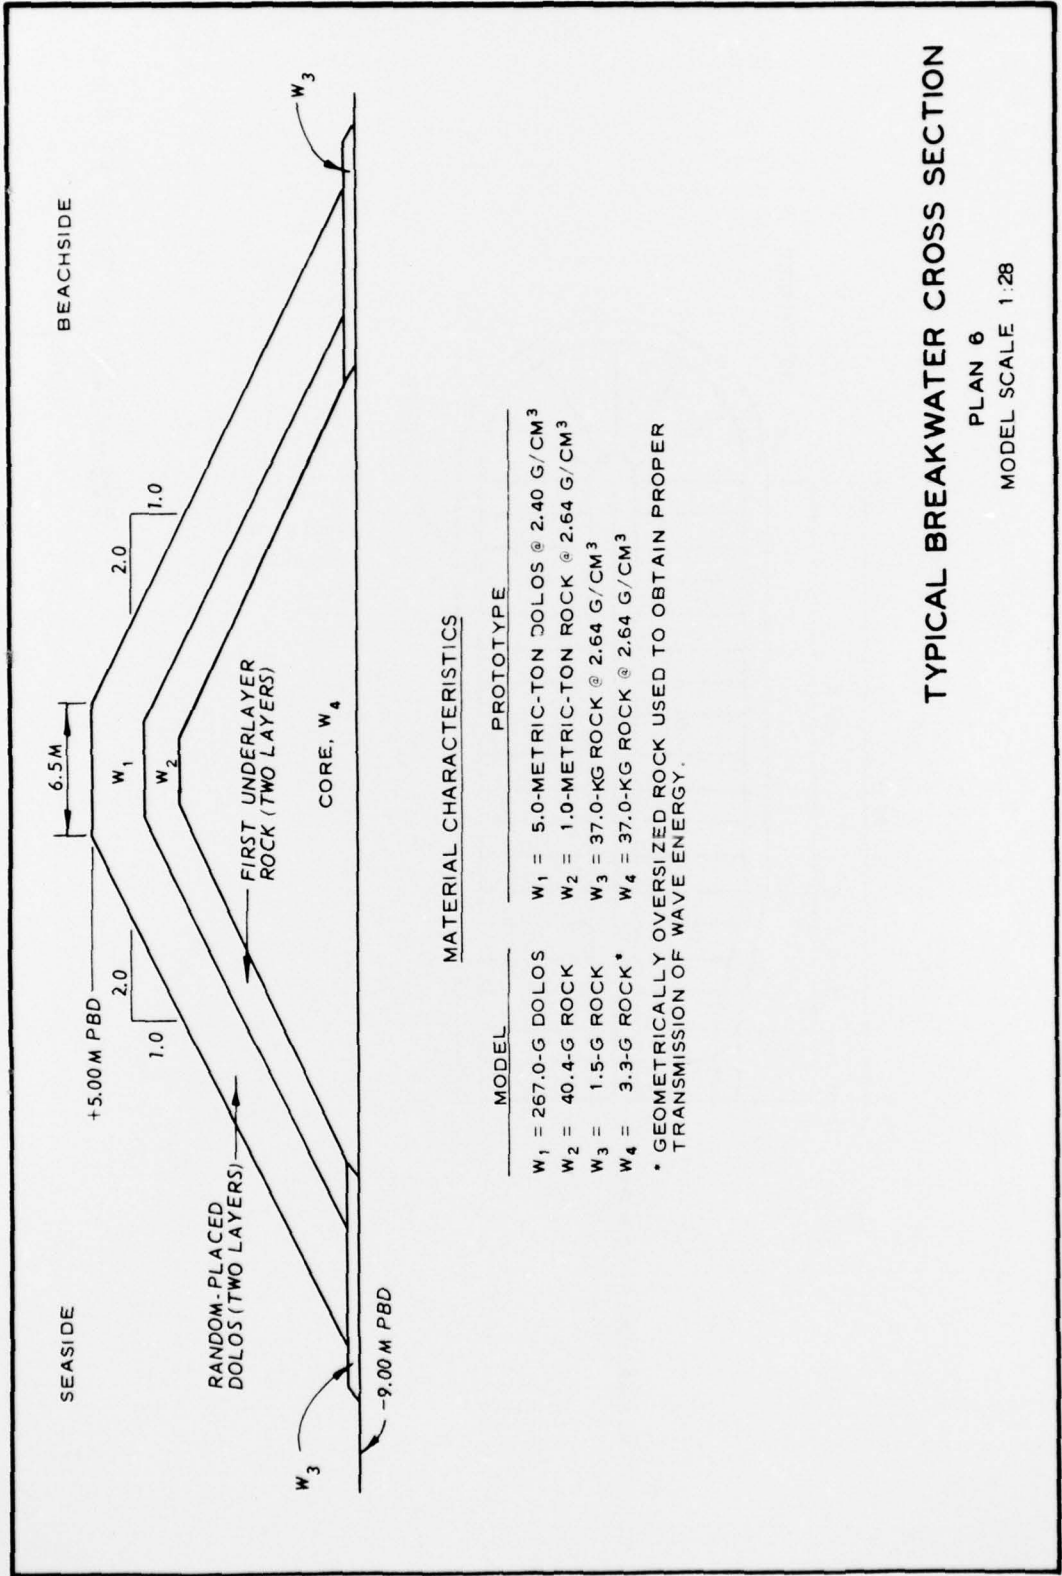 SEASIDE
BEACHSIDE
6.5 M
+5.00 M PBD
2.0
1.0
2.0
1.0
W₁
W₂
RANDOM-PLACED
DOLOS (TWO LAYERS)
FIRST UNDERLAYER
ROCK (TWO LAYERS)
CORE, W₄
W₃
W₃
-9.00 M PBD
MATERIAL CHARACTERISTICS
MODEL
PROTOTYPE
W₁ = 267.0-G DOLOS
W₁ = 5.0-METRIC-TON DOLOS @ 2.40 G/CM³
W₂ = 40.4-G ROCK
W₂ = 1.0-METRIC-TON ROCK @ 2.64 G/CM³
W₃ = 1.5-G ROCK
W₃ = 37.0-KG ROCK @ 2.64 G/CM³
W₄ = 3.3-G ROCK*
W₄ = 37.0-KG ROCK @ 2.64 G/CM³
* GEOMETRICALLY OVERSIZED ROCK USED TO OBTAIN PROPER
TRANSMISSION OF WAVE ENERGY.
TYPICAL BREAKWATER CROSS SECTION
PLAN 6
MODEL SCALE 1:28